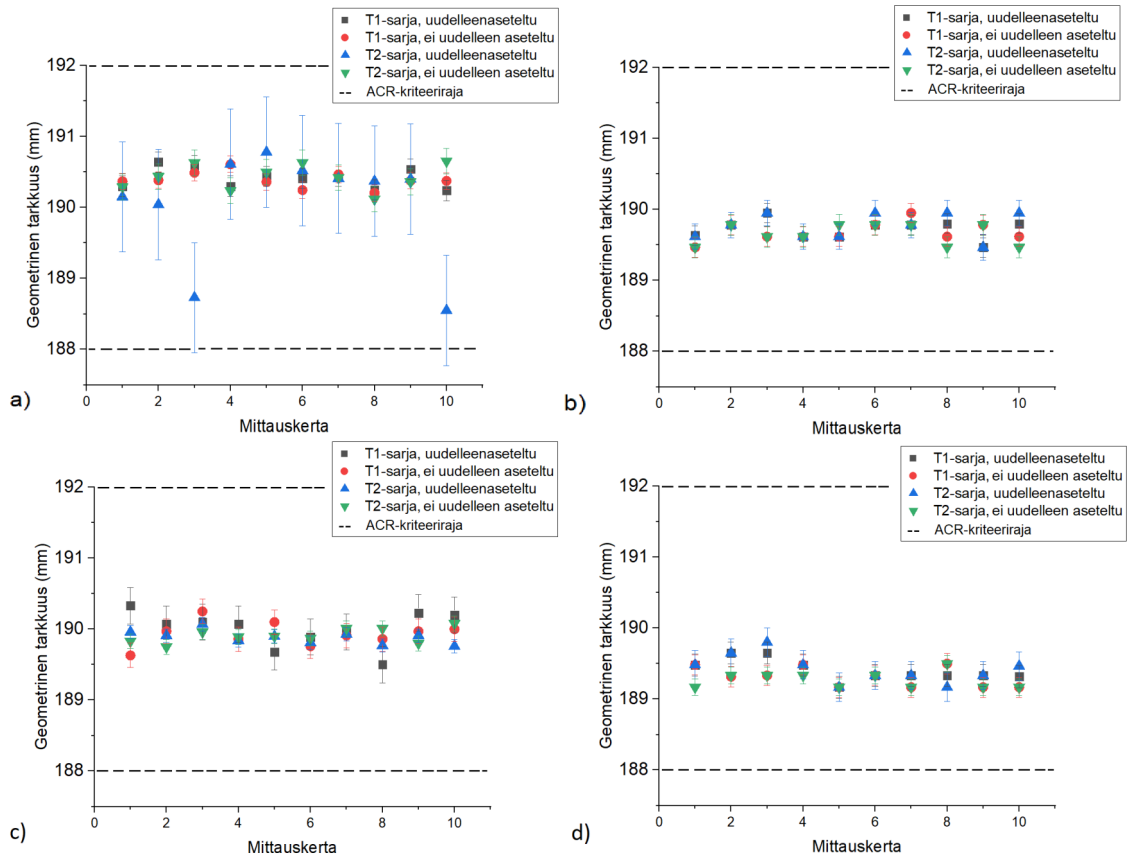 T1-sarja, uudelleenaseteltu
T1-sarja, ei uudelleen aseteltu
T2-sarja, uudelleenaseteltu
T2-sarja, ei uudelleen aseteltu
ACR-kriteeriraja
192
191
190
189
188
Geometrinen tarkkuus (mm)
0 2 4 6 8 10
Mittauskerta
a)
T1-sarja, uudelleenaseteltu
T1-sarja, ei uudelleen aseteltu
T2-sarja, uudelleenaseteltu
T2-sarja, ei uudelleen aseteltu
ACR-kriteeriraja
192
191
190
189
188
Geometrinen tarkkuus (mm)
0 2 4 6 8 10
Mittauskerta
b)
T1-sarja, uudelleenaseteltu
T1-sarja, ei uudelleen aseteltu
T2-sarja, uudelleenaseteltu
T2-sarja, ei uudelleen aseteltu
ACR-kriteeriraja
192
191
190
189
188
Geometrinen tarkkuus (mm)
0 2 4 6 8 10
Mittauskerta
c)
T1-sarja, uudelleenaseteltu
T1-sarja, ei uudelleen aseteltu
T2-sarja, uudelleenaseteltu
T2-sarja, ei uudelleen aseteltu
ACR-kriteeriraja
192
191
190
189
188
Geometrinen tarkkuus (mm)
0 2 4 6 8 10
Mittauskerta
d)